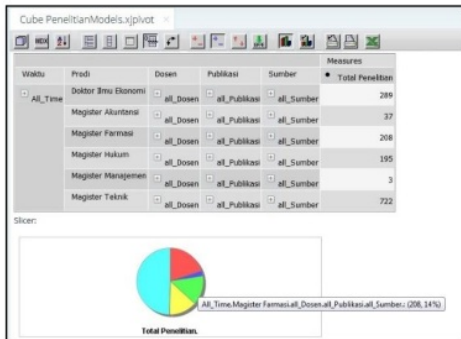 Cube PenelitianModels.xjpivot
MDX
Measures
Waktu Prodi Dosen Publikasi Sumber Total Penelitian
All_Time Doktor Ilmu Ekonomi all_Dosen all_Publikasi all_Sumber 289
Magister Akuntansi all_Dosen all_Publikasi all_Sumber 37
Magister Farmasi all_Dosen all_Publikasi all_Sumber 208
Magister Hukum all_Dosen all_Publikasi all_Sumber 195
Magister Manajemen all_Dosen all_Publikasi all_Sumber 3
Magister Teknik all_Dosen all_Publikasi all_Sumber 722
Slicer:
All_Time.Magister Farmasi.all_Dosen.all_Publikasi.all_Sumber.: (208, 14%)
Total Penelitian.